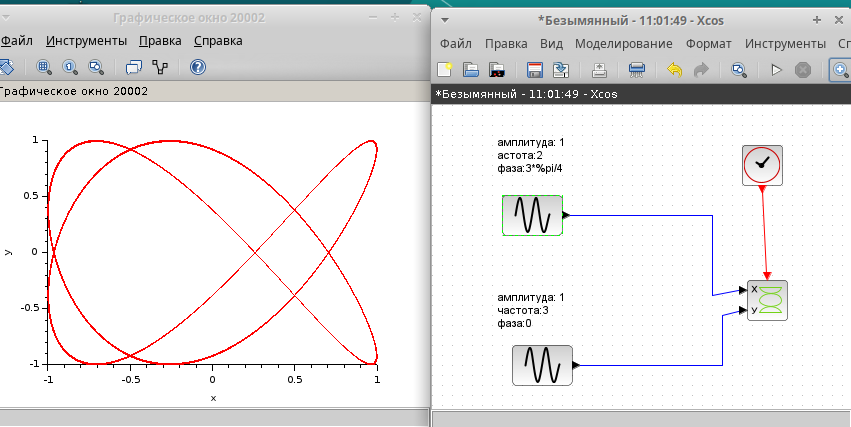 Графическое окно 20002
Файл Инструменты Правка Справка
Графическое окно 20002
1
0.5
0
-0.5
-1
y
-1 -0.5 0 0.5 1
x
*Безымянный - 11:01:49 - Xcos
Файл Правка Вид Моделирование Формат Инструменты Сп
*Безымянный - 11:01:49 - Xcos
амплитуда: 1
астота:2
фаза:3*%pi/4
амплитуда: 1
частота:3
фаза:0
X
У